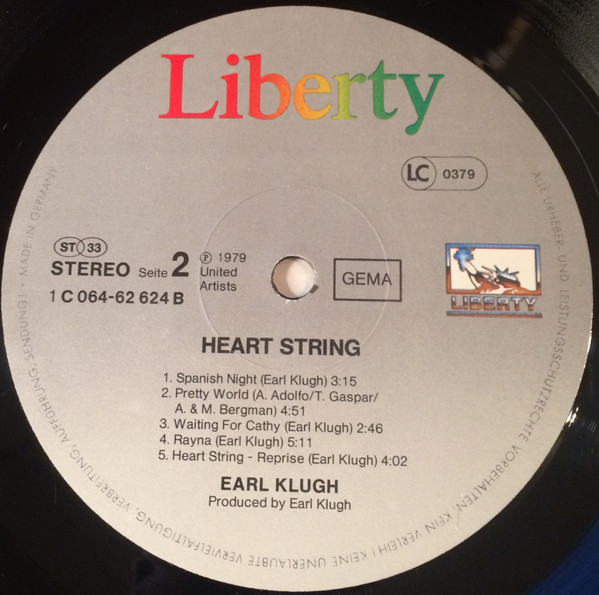 Liberty
LC 0379
ST 33
STEREO Seite 2
1 C 064-62 624 B
℗ 1979
United
Artists
GEMA
LIBERTY
HEART STRING
1. Spanish Night (Earl Klugh) 3:15
2. Pretty World (A. Adolfo/T. Gaspar/
A. & M. Bergman) 4:51
3. Waiting For Cathy (Earl Klugh) 2:46
4. Rayna (Earl Klugh) 5:11
5. Heart String - Reprise (Earl Klugh) 4:02
EARL KLUGH
Produced by Earl Klugh
ALLE URHEBER- UND LEISTUNGSSCHUTZRECHTE VORBEHALTEN. KEIN VERLEIH! KEINE UNERLAUBTE VERVIELFÄLTIGUNG, VERBREITUNG, AUFFÜHRUNG, SENDUNG! • MADE IN GERMANY